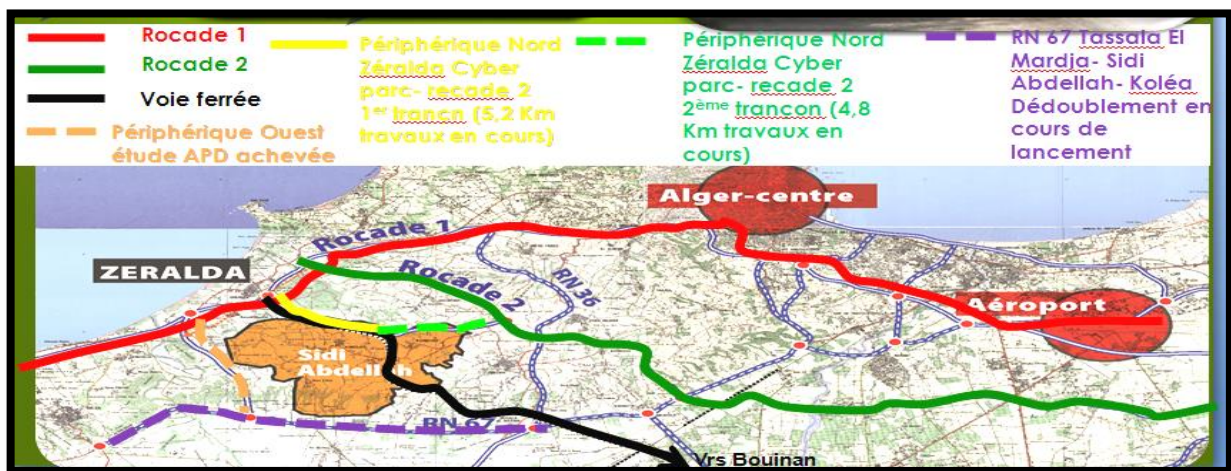 Rocade 1
Rocade 2
Voie ferrée
Périphérique Ouest
étude APD achevée
Périphérique Nord
Zéralda Cyber
parc- recade 2
1er trancn (5,2 Km
travaux en cours)
Périphérique Nord
Zéralda Cyber
parc- recade 2
2ème trancon (4,8
Km travaux en
cours)
RN 67 Tassala El
Mardja- Sidi
Abdellah- Koléa
Dédoublement en
cours de
lancement
Alger-centre
Rocade 1
ZERALDA
Rocade 2
RN 36
Aéroport
Sidi
Abdellah
RN 67
Vrs Bouinan